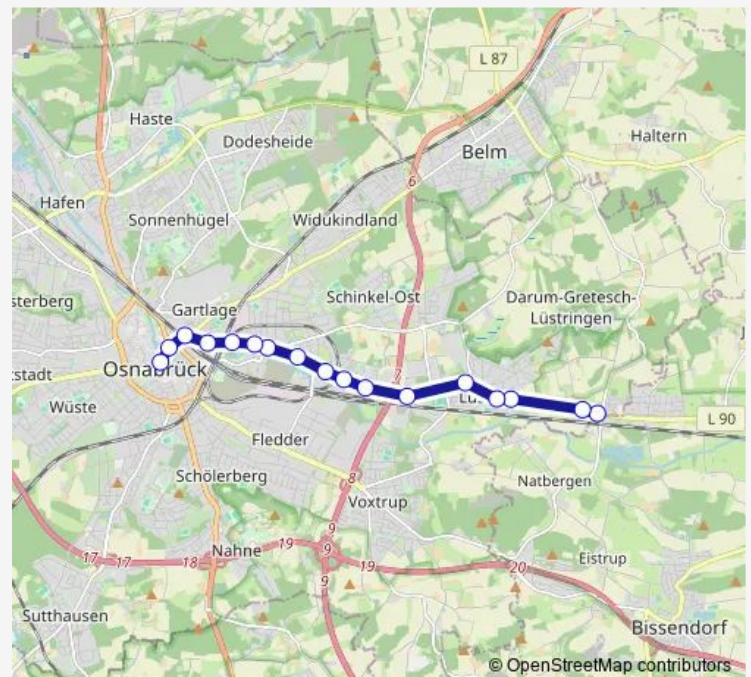 L 87
Haste
Dodesheide
Belm
Haltern
6
Hafen
Sonnenhügel
Widukindland
Gartlage
Schinkel-Ost
Darum-Gretesch-
Lüstringen
sterberg
Osnabrück
7
Lüs
L 90
stadt
Wüste
Fledder
Schölerberg
8
Natbergen
Voxtrup
9
17
17
18
Nahne
19
9
19
9
20
Eistrup
Sutthausen
Bissendorf
© OpenStreetMap contributors